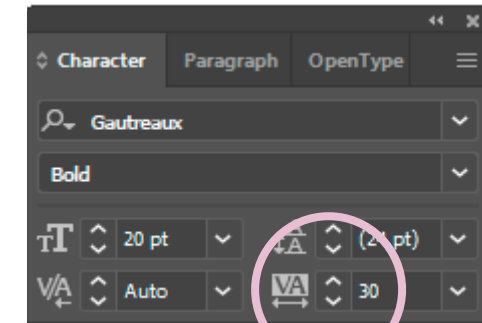 Character Paragraph OpenType
Gautreaux
Bold
20 pt (24 pt)
Auto 30